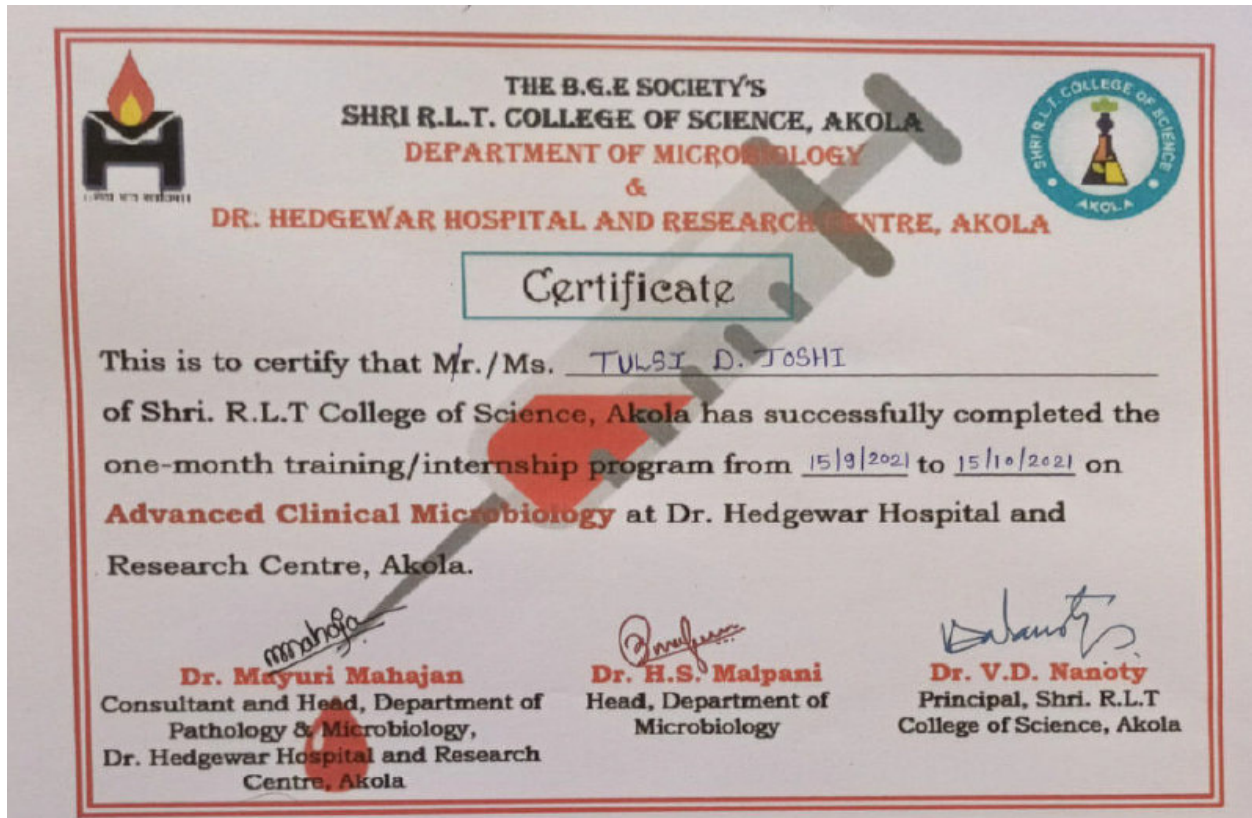 THE B.G.E SOCIETY'S
SHRI R.L.T. COLLEGE OF SCIENCE, AKOLA
DEPARTMENT OF MICROBIOLOGY
&
DR. HEDGEWAR HOSPITAL AND RESEARCH CENTRE, AKOLA
SHRI R.L.T. COLLEGE OF SCIENCE
AKOLA
Certificate
This is to certify that Mr./Ms. TULSI D. JOSHI
of Shri. R.L.T College of Science, Akola has successfully completed the
one-month training/internship program from 15/9/2021 to 15/10/2021 on
Advanced Clinical Microbiology at Dr. Hedgewar Hospital and
Research Centre, Akola.
Dr. Mayuri Mahajan
Consultant and Head, Department of
Pathology & Microbiology,
Dr. Hedgewar Hospital and Research
Centre, Akola
Dr. H.S. Malpani
Head, Department of
Microbiology
Dr. V.D. Nanoty
Principal, Shri. R.L.T
College of Science, Akola